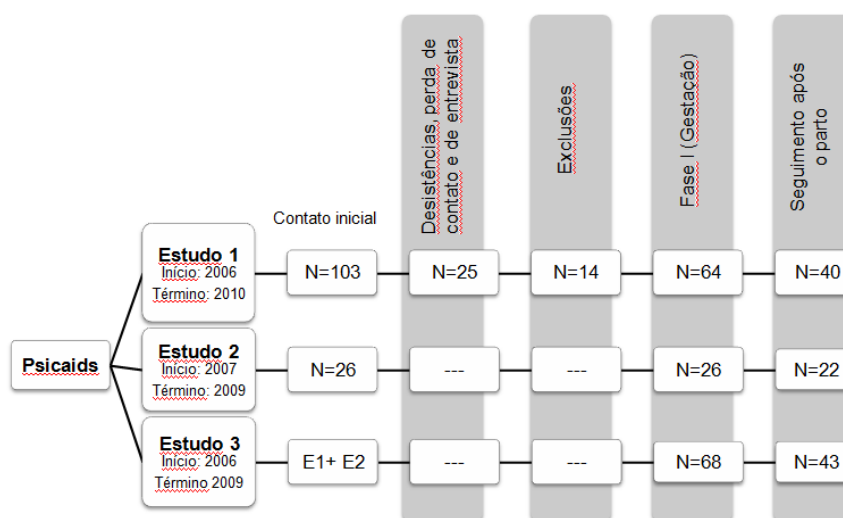 Desistências, perda de
contato e de entrevista
Exclusões
Fase I (Gestação)
Seguimento após
o parto
Contato inicial
Estudo 1
Início: 2006
Término: 2010
N=103
N=25
N=14
N=64
N=40
Psicaids
Estudo 2
Início: 2007
Término: 2009
N=26
---
---
N=26
N=22
Estudo 3
Início: 2006
Término 2009
E1+ E2
---
---
N=68
N=43